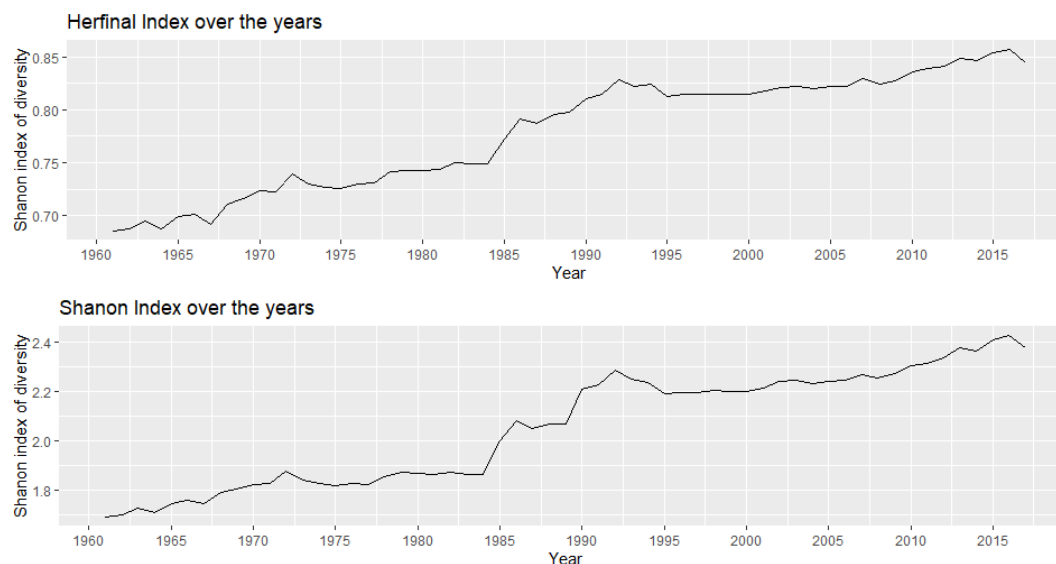 Herfinal Index over the years
Shanon index of diversity
0.85
0.80
0.75
0.70
1960 1965 1970 1975 1980 1985 1990 1995 2000 2005 2010 2015
Year
Shanon Index over the years
Shanon index of diversity
2.4
2.2
2.0
1.8
1960 1965 1970 1975 1980 1985 1990 1995 2000 2005 2010 2015
Year